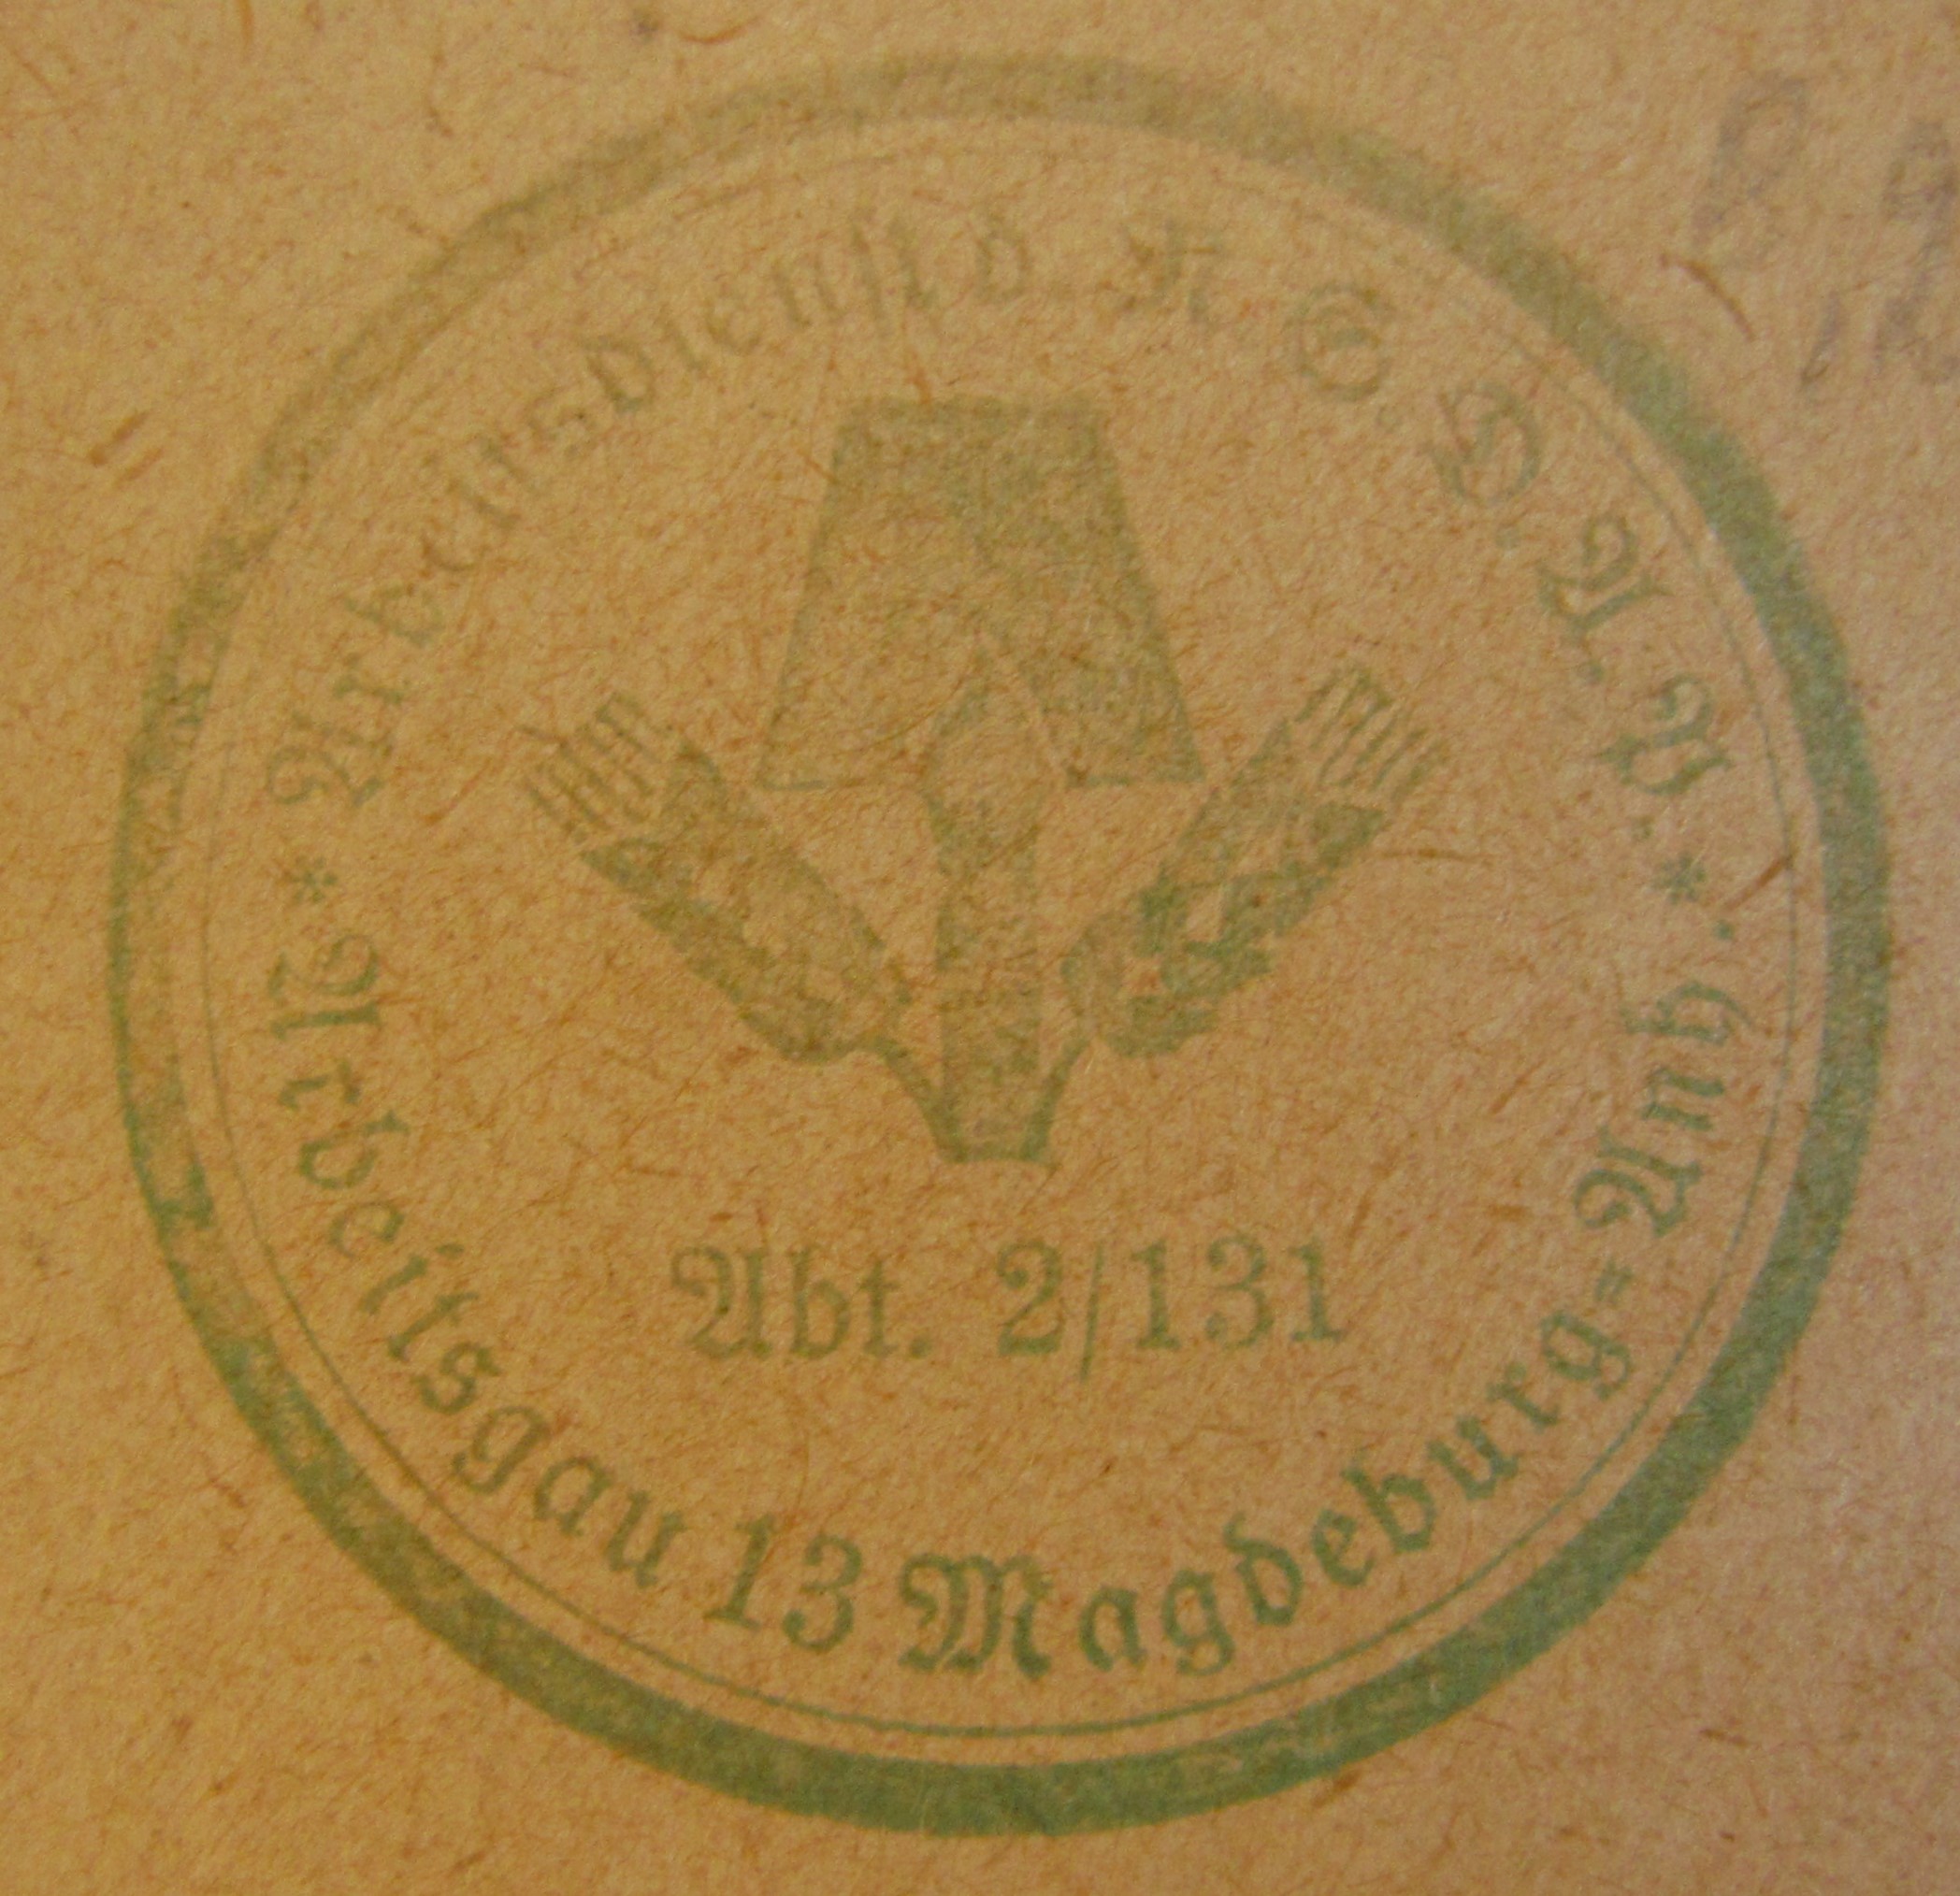 Arbeitsdienst d. N. S. D. A. P.
* Arbeitsgau 13 Magdeburg=Anh. *
Abt. 2/131